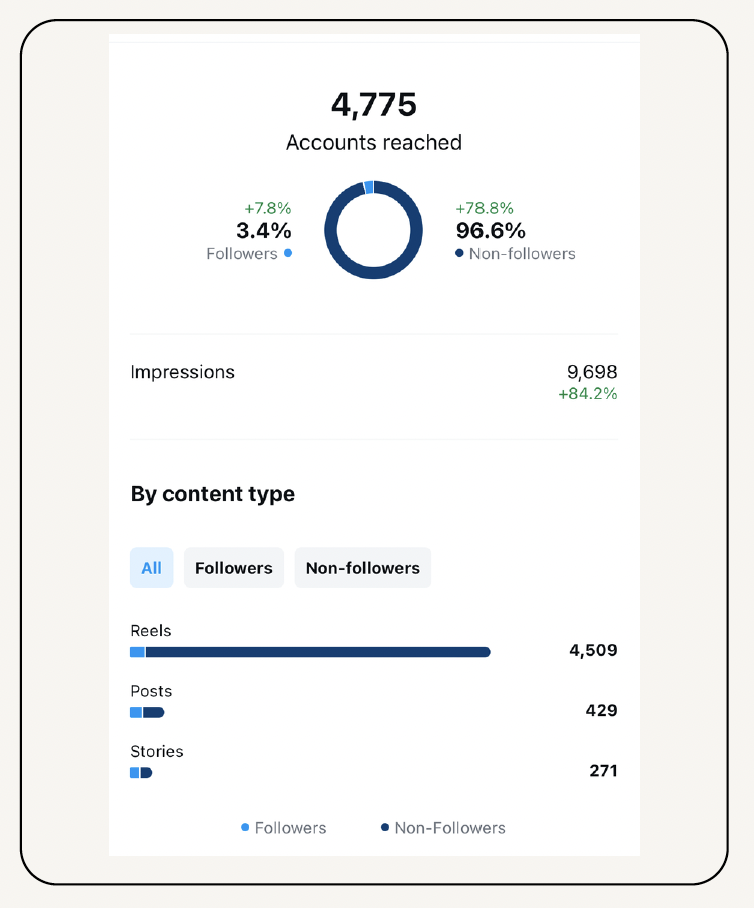 4,775
Accounts reached
+7.8%
3.4%
Followers
+78.8%
96.6%
Non-followers
Impressions
9,698
+84.2%
By content type
All
Followers
Non-followers
Reels
4,509
Posts
429
Stories
271
Followers
Non-Followers